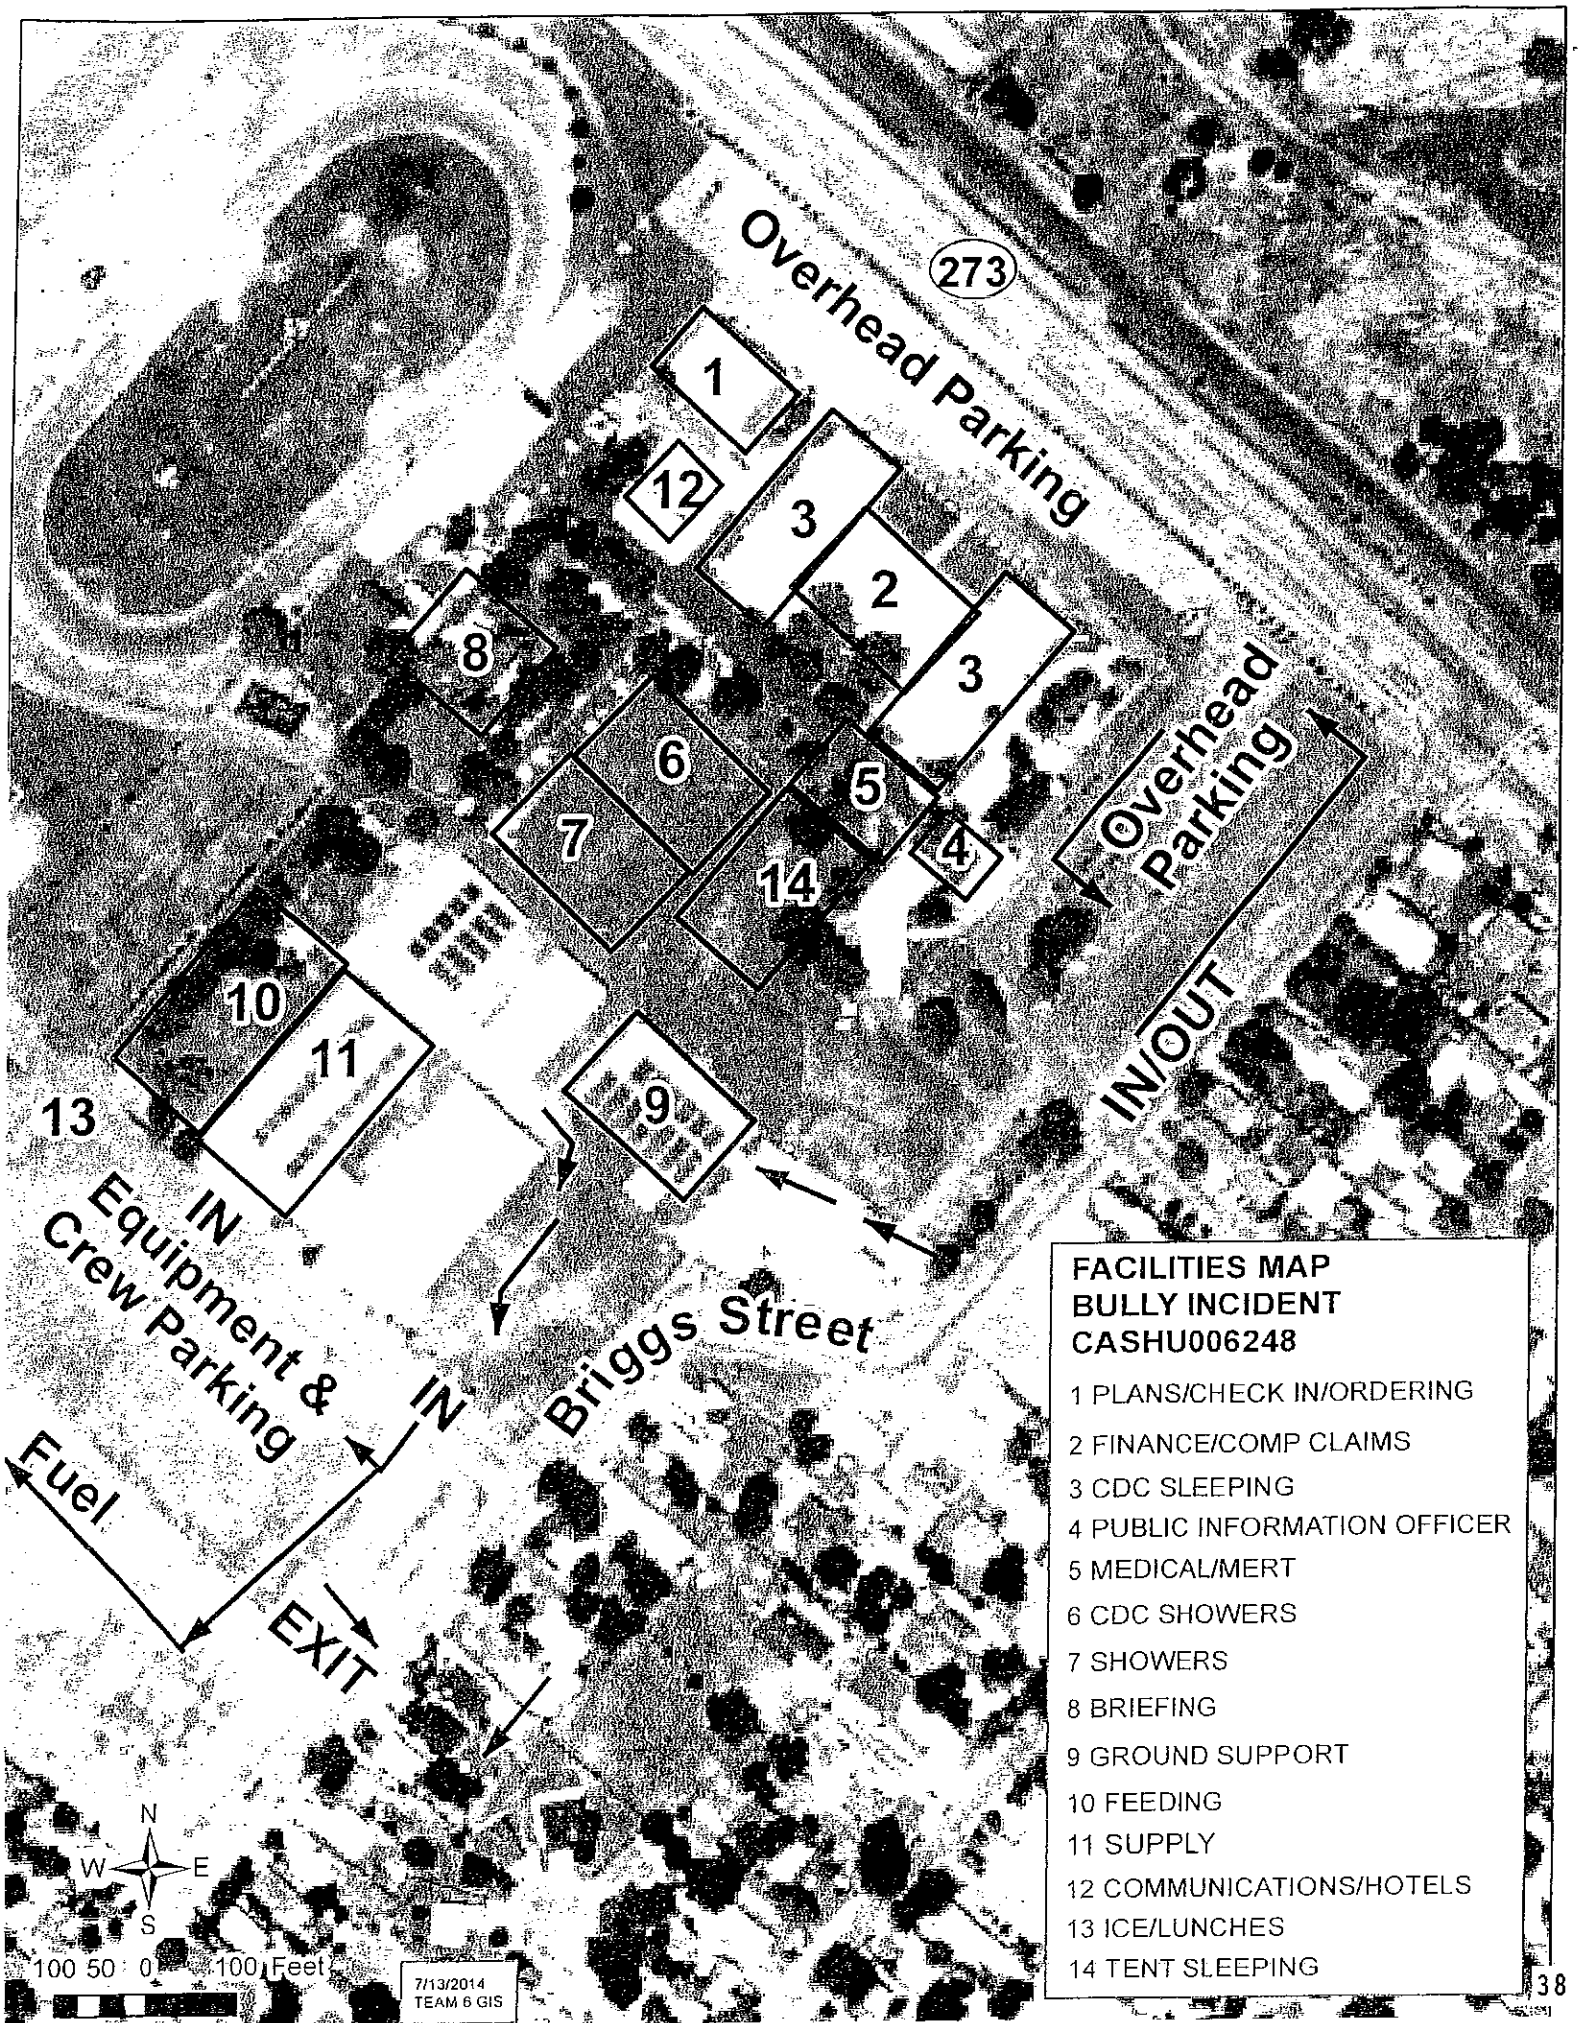 Overhead Parking
273
1
12
3
2
3
8
6
5
7
4
14
Overhead
Parking
10
11
9
13
IN/OUT
IN
Equipment &
Crew Parking
IN
Briggs Street
Fuel
EXIT
FACILITIES MAP
BULLY INCIDENT
CASHU006248
1 PLANS/CHECK IN/ORDERING
2 FINANCE/COMP CLAIMS
3 CDC SLEEPING
4 PUBLIC INFORMATION OFFICER
5 MEDICAL/MERT
6 CDC SHOWERS
7 SHOWERS
8 BRIEFING
9 GROUND SUPPORT
10 FEEDING
11 SUPPLY
12 COMMUNICATIONS/HOTELS
13 ICE/LUNCHES
14 TENT SLEEPING
N
W E
S
100 50 0 100 Feet
7/13/2014
TEAM 6 GIS
38